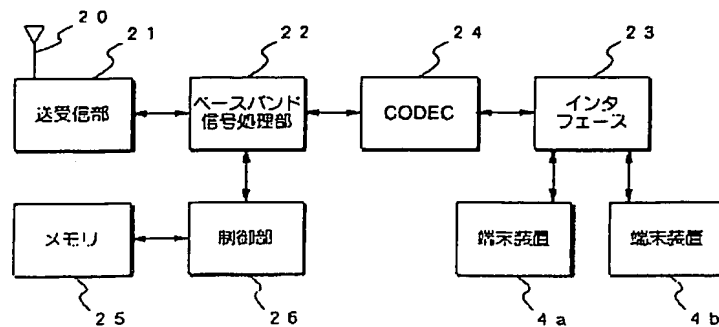 20
21
22
24
23
送受信部
ベースバンド
信号処理部
CODEC
インタ
フェース
メモリ
制御部
端末装置
端末装置
25
26
4a
4b